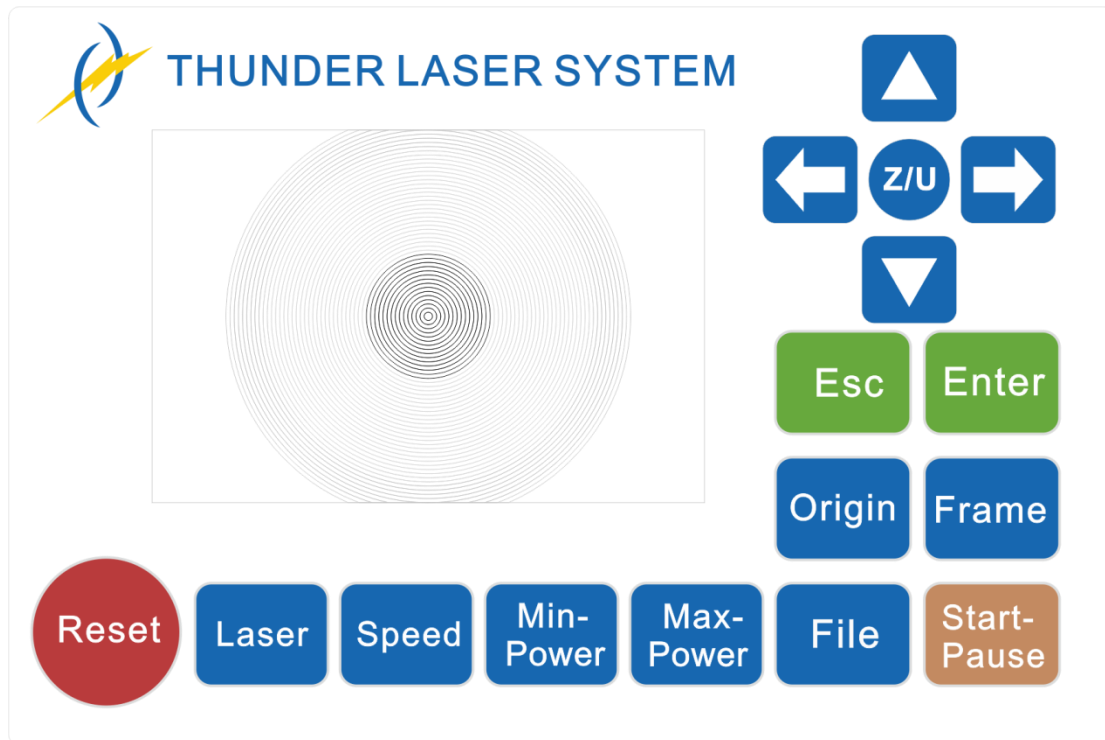 THUNDER LASER SYSTEM
Z/U
Esc
Enter
Origin
Frame
Reset
Laser
Speed
Min-
Power
Max-
Power
File
Start-
Pause